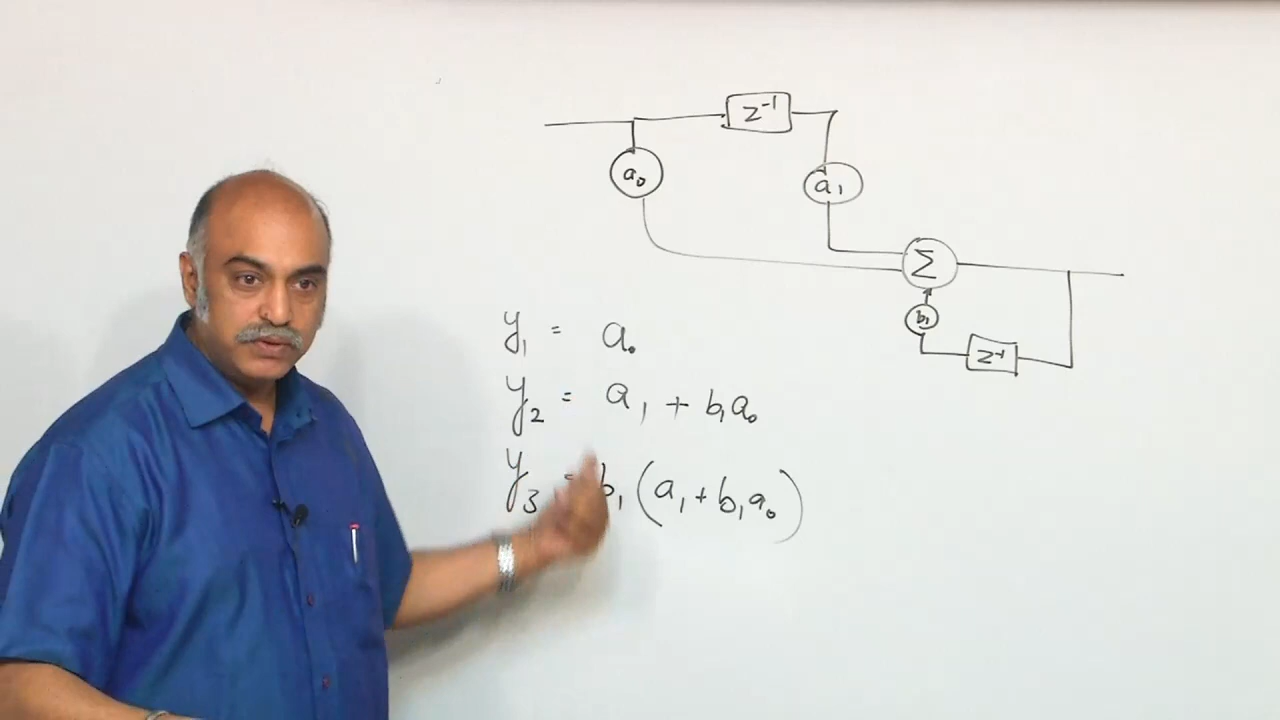 z⁻¹
a₀
a₁
Σ
b₁
z⁻¹
y₁ = a₀
y₂ = a₁ + b₁a₀
y₃ = b₁(a₁ + b₁a₀)